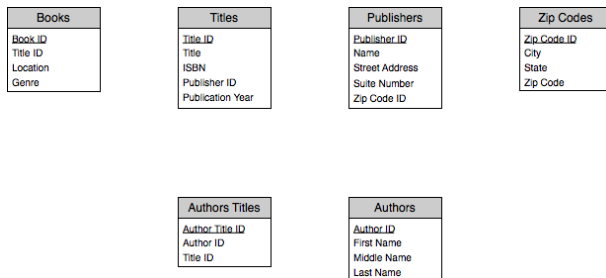 Books
Book ID
Title ID
Location
Genre
Titles
Title ID
Title
ISBN
Publisher ID
Publication Year
Publishers
Publisher ID
Name
Street Address
Suite Number
Zip Code ID
Zip Codes
Zip Code ID
City
State
Zip Code
Authors Titles
Author Title ID
Author ID
Title ID
Authors
Author ID
First Name
Middle Name
Last Name